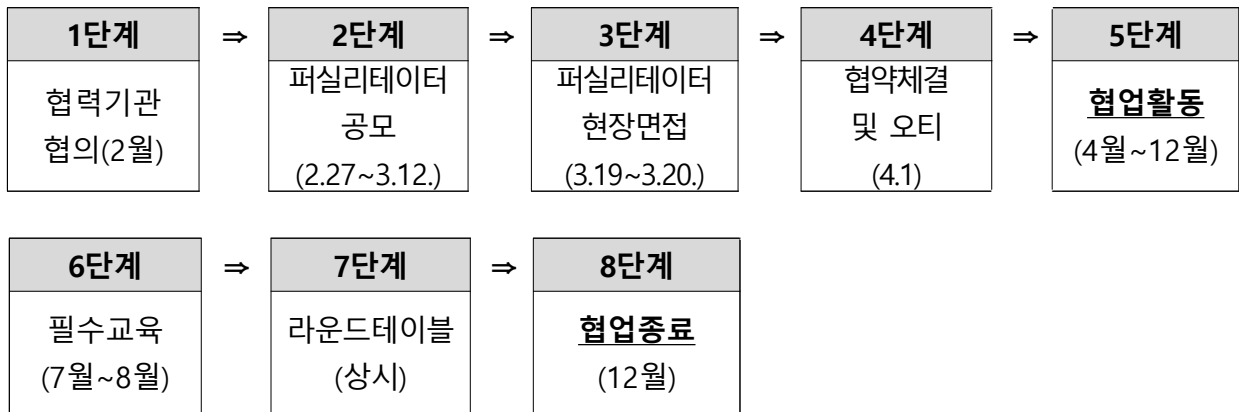 1단계 ⇒ 2단계 ⇒ 3단계 ⇒ 4단계 ⇒ 5단계
협력기관
협의(2월)
퍼실리테이터
공모
(2.27~3.12.)
퍼실리테이터
현장면접
(3.19~3.20.)
협약체결
및 오티
(4.1)
협업활동
(4월~12월)
6단계 ⇒ 7단계 ⇒ 8단계
필수교육
(7월~8월)
라운드테이블
(상시)
협업종료
(12월)